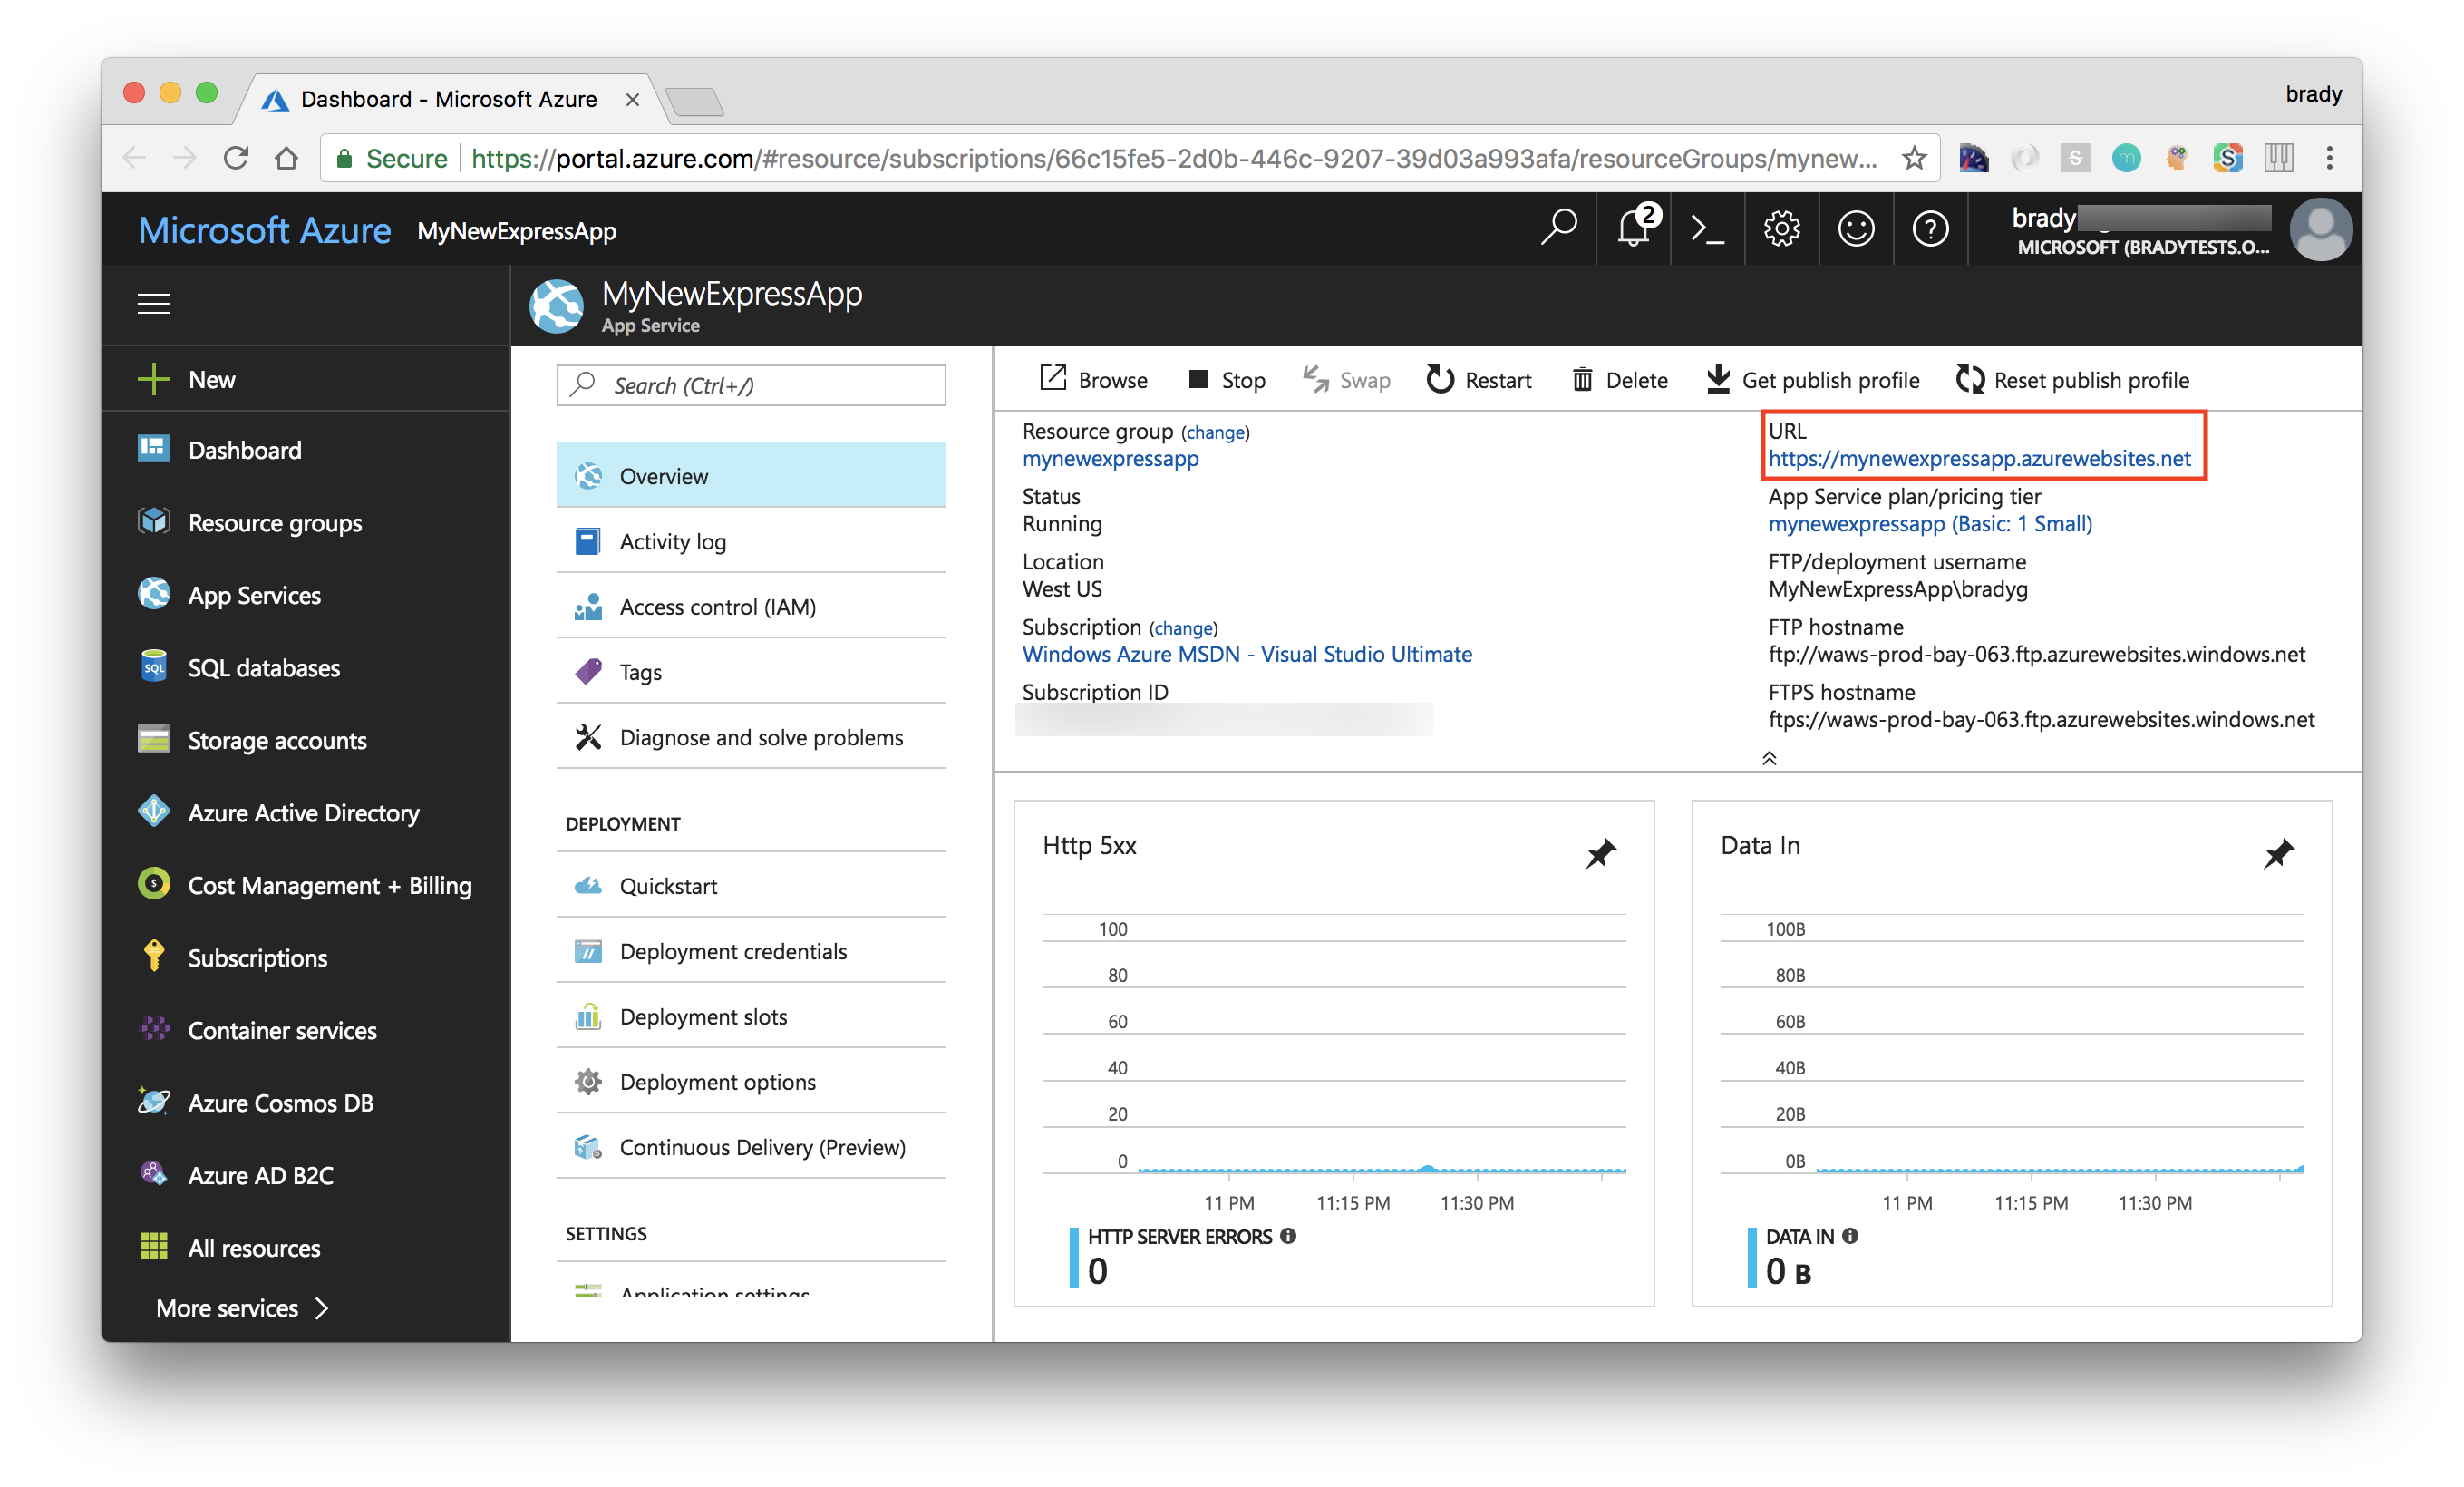 Dashboard - Microsoft Azure
brady
Secure https://portal.azure.com/#resource/subscriptions/66c15fe5-2d0b-446c-9207-39d03a993afa/resourceGroups/mynew...
Microsoft Azure MyNewExpressApp
2
brady
MICROSOFT (BRADYTESTS.O...
MyNewExpressApp
App Service
New
Dashboard
Resource groups
App Services
SQL databases
Storage accounts
Azure Active Directory
Cost Management + Billing
Subscriptions
Container services
Azure Cosmos DB
Azure AD B2C
All resources
More services
Search (Ctrl+/)
Overview
Activity log
Access control (IAM)
Tags
Diagnose and solve problems
DEPLOYMENT
Quickstart
Deployment credentials
Deployment slots
Deployment options
Continuous Delivery (Preview)
SETTINGS
Application settings
Browse Stop Swap Restart Delete Get publish profile Reset publish profile
Resource group (change)
mynewexpressapp
Status
Running
Location
West US
Subscription (change)
Windows Azure MSDN - Visual Studio Ultimate
Subscription ID
URL
https://mynewexpressapp.azurewebsites.net
App Service plan/pricing tier
mynewexpressapp (Basic: 1 Small)
FTP/deployment username
MyNewExpressApp\bradyg
FTP hostname
ftp://waws-prod-bay-063.ftp.azurewebsites.windows.net
FTPS hostname
ftps://waws-prod-bay-063.ftp.azurewebsites.windows.net
Http 5xx
100
80
60
40
20
0
11 PM 11:15 PM 11:30 PM
HTTP SERVER ERRORS
0
Data In
100B
80B
60B
40B
20B
0B
11 PM 11:15 PM 11:30 PM
DATA IN
0 B